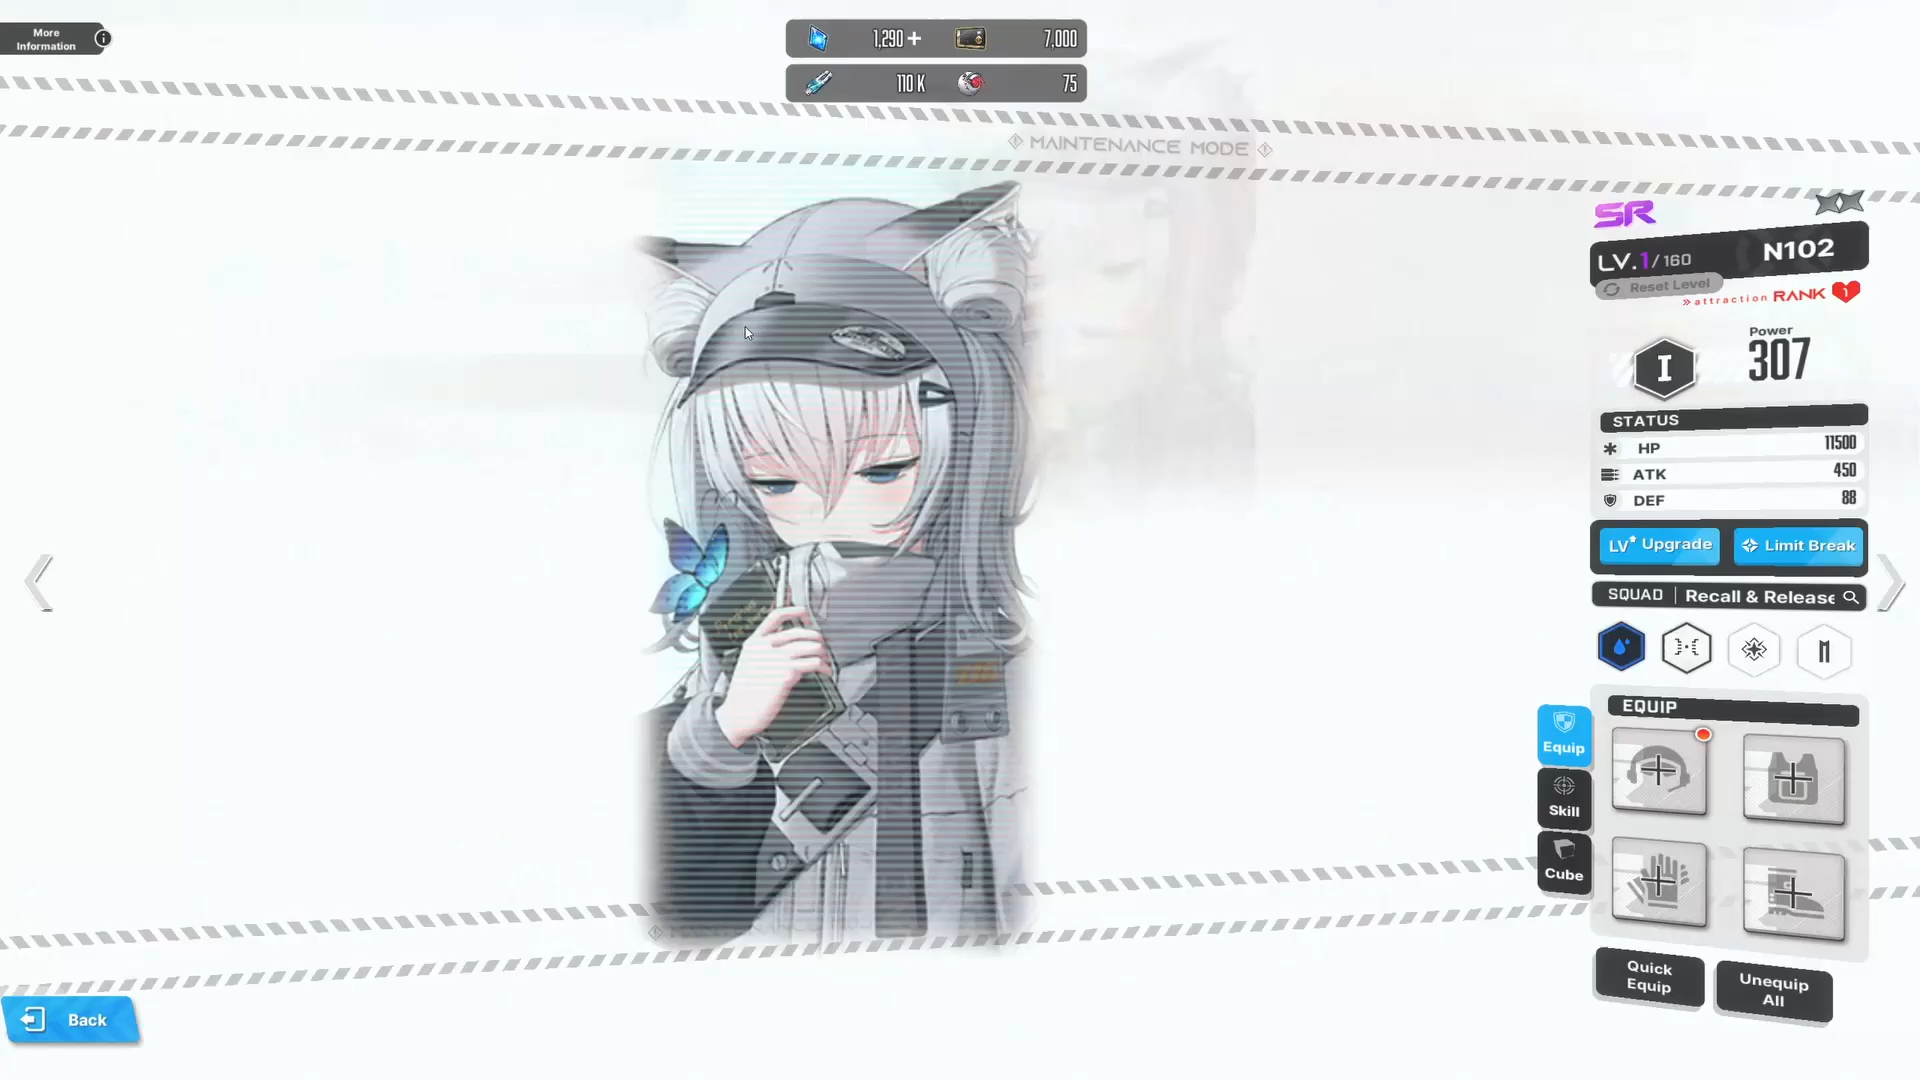 More
Information
1,290
7,000
110 K
75
MAINTENANCE MODE
SR
LV.1/160
N102
Reset Level
»attraction RANK 1
I
Power
307
STATUS
HP 11500
ATK 450
DEF 88
LV Upgrade
Limit Break
SQUAD | Recall & Release
EQUIP
Equip
Skill
Cube
Quick
Equip
Unequip
All
Back